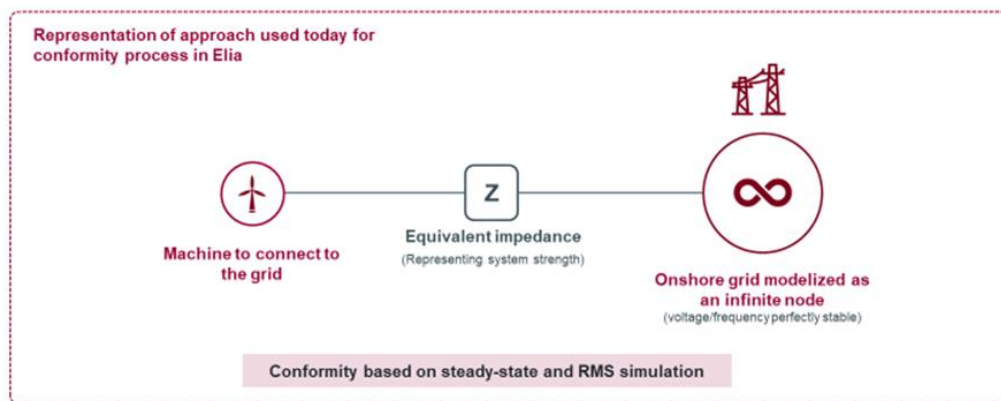 Representation of approach used today for
conformity process in Elia
Z
Equivalent impedance
(Representing system strength)
Machine to connect to
the grid
Onshore grid modelized as
an infinite node
(voltage/frequency perfectly stable)
Conformity based on steady-state and RMS simulation